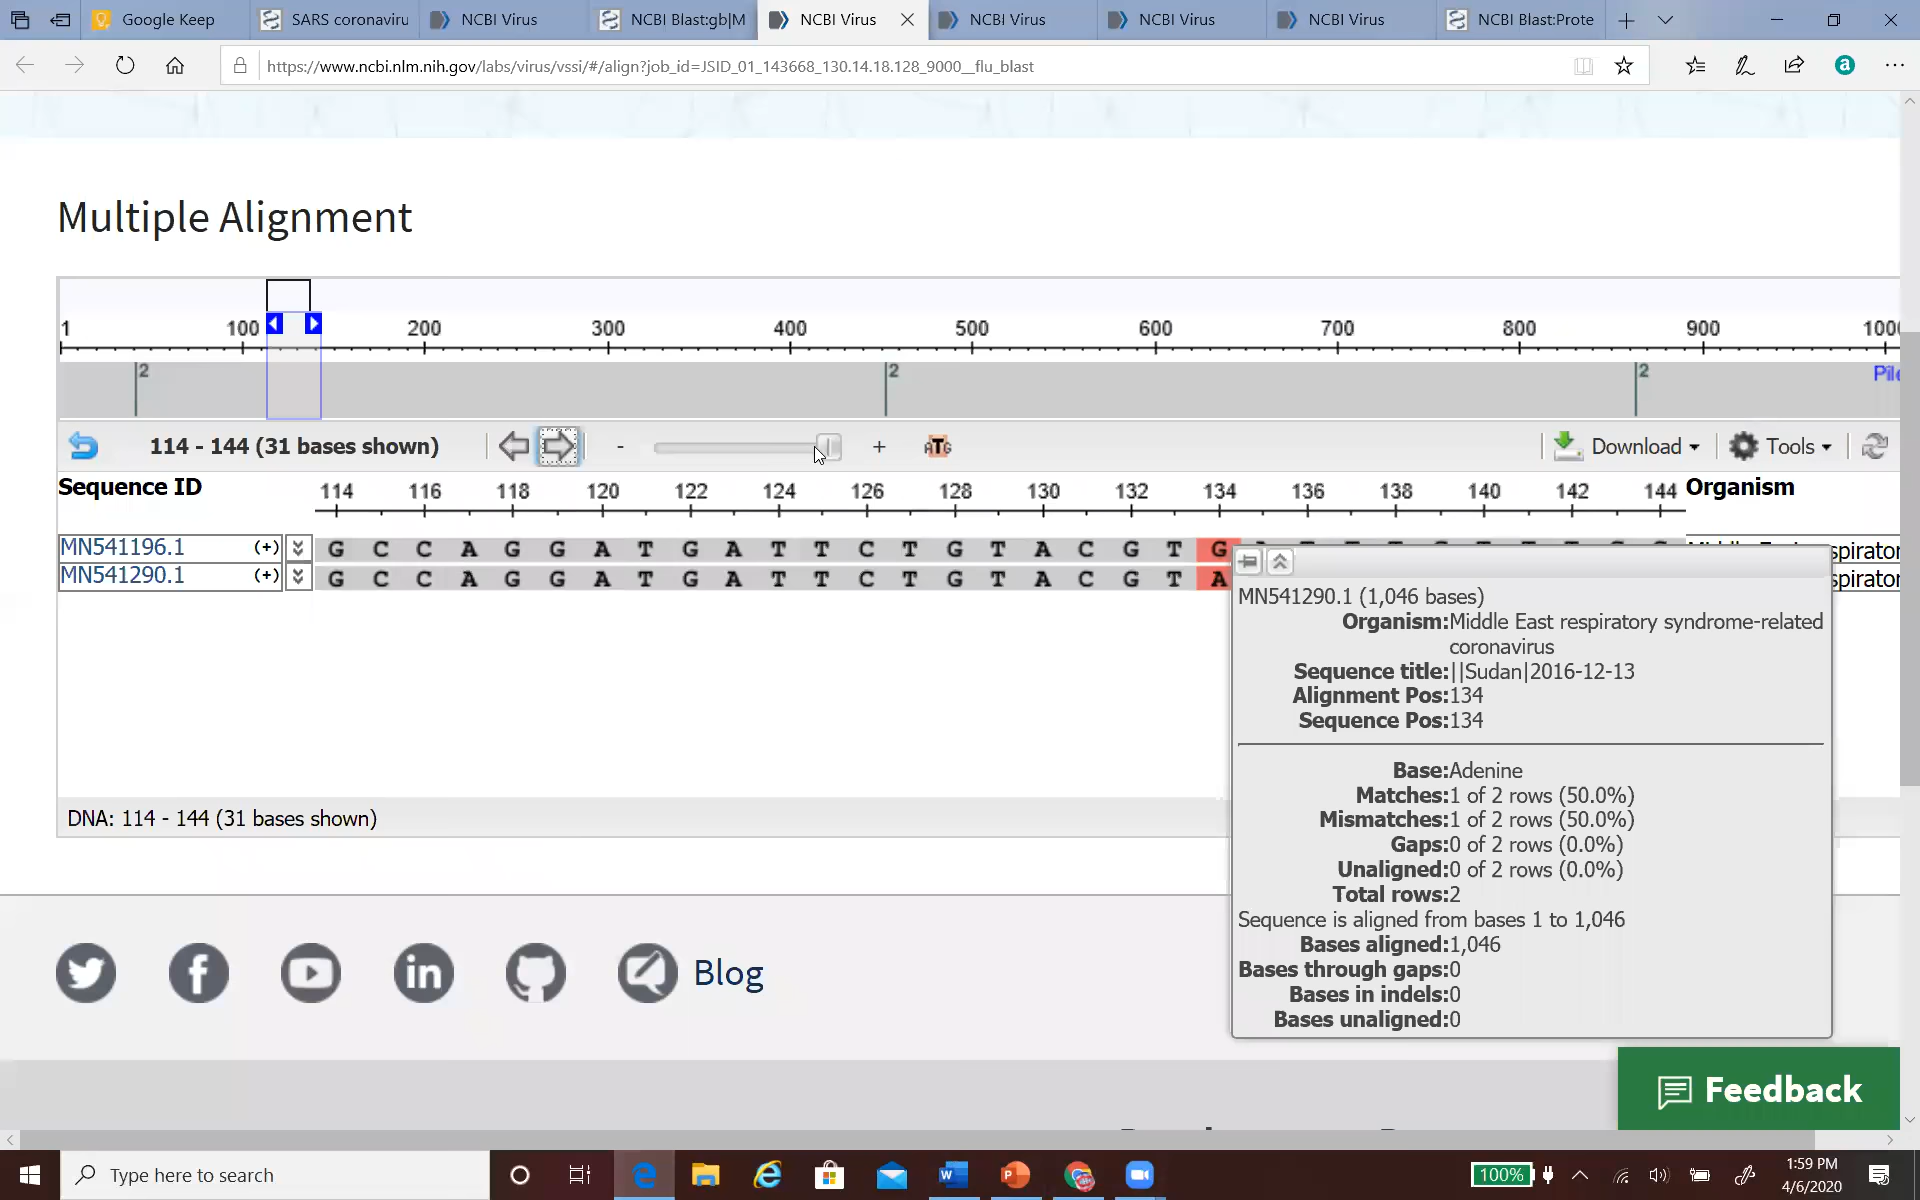 Google Keep
SARS coronaviru
NCBI Virus
NCBI Blast:gb|M
NCBI Virus
NCBI Virus
NCBI Virus
NCBI Virus
NCBI Blast:Prote
https://www.ncbi.nlm.nih.gov/labs/virus/vssi/#/align?job_id=JSID_01_143668_130.14.18.128_9000__flu_blast
a
Multiple Alignment
1 100 200 300 400 500 600 700 800 900 1000
2 2 2 Pile
114 - 144 (31 bases shown)
- +
ATG
Download
Tools
Sequence ID 114 116 118 120 122 124 126 128 130 132 134 136 138 140 142 144 Organism
MN541196.1 (+) G C C A G G A T G A T T C T G T A C G T G
spirator
MN541290.1 (+) G C C A G G A T G A T T C T G T A C G T A
spirator
MN541290.1 (1,046 bases)
Organism:Middle East respiratory syndrome-related
coronavirus
Sequence title:||Sudan|2016-12-13
Alignment Pos:134
Sequence Pos:134
Base:Adenine
Matches:1 of 2 rows (50.0%)
Mismatches:1 of 2 rows (50.0%)
Gaps:0 of 2 rows (0.0%)
Unaligned:0 of 2 rows (0.0%)
Total rows:2
Sequence is aligned from bases 1 to 1,046
Bases aligned:1,046
Bases through gaps:0
Bases in indels:0
Bases unaligned:0
DNA: 114 - 144 (31 bases shown)
Blog
Feedback
Type here to search
100%
1:59 PM
4/6/2020